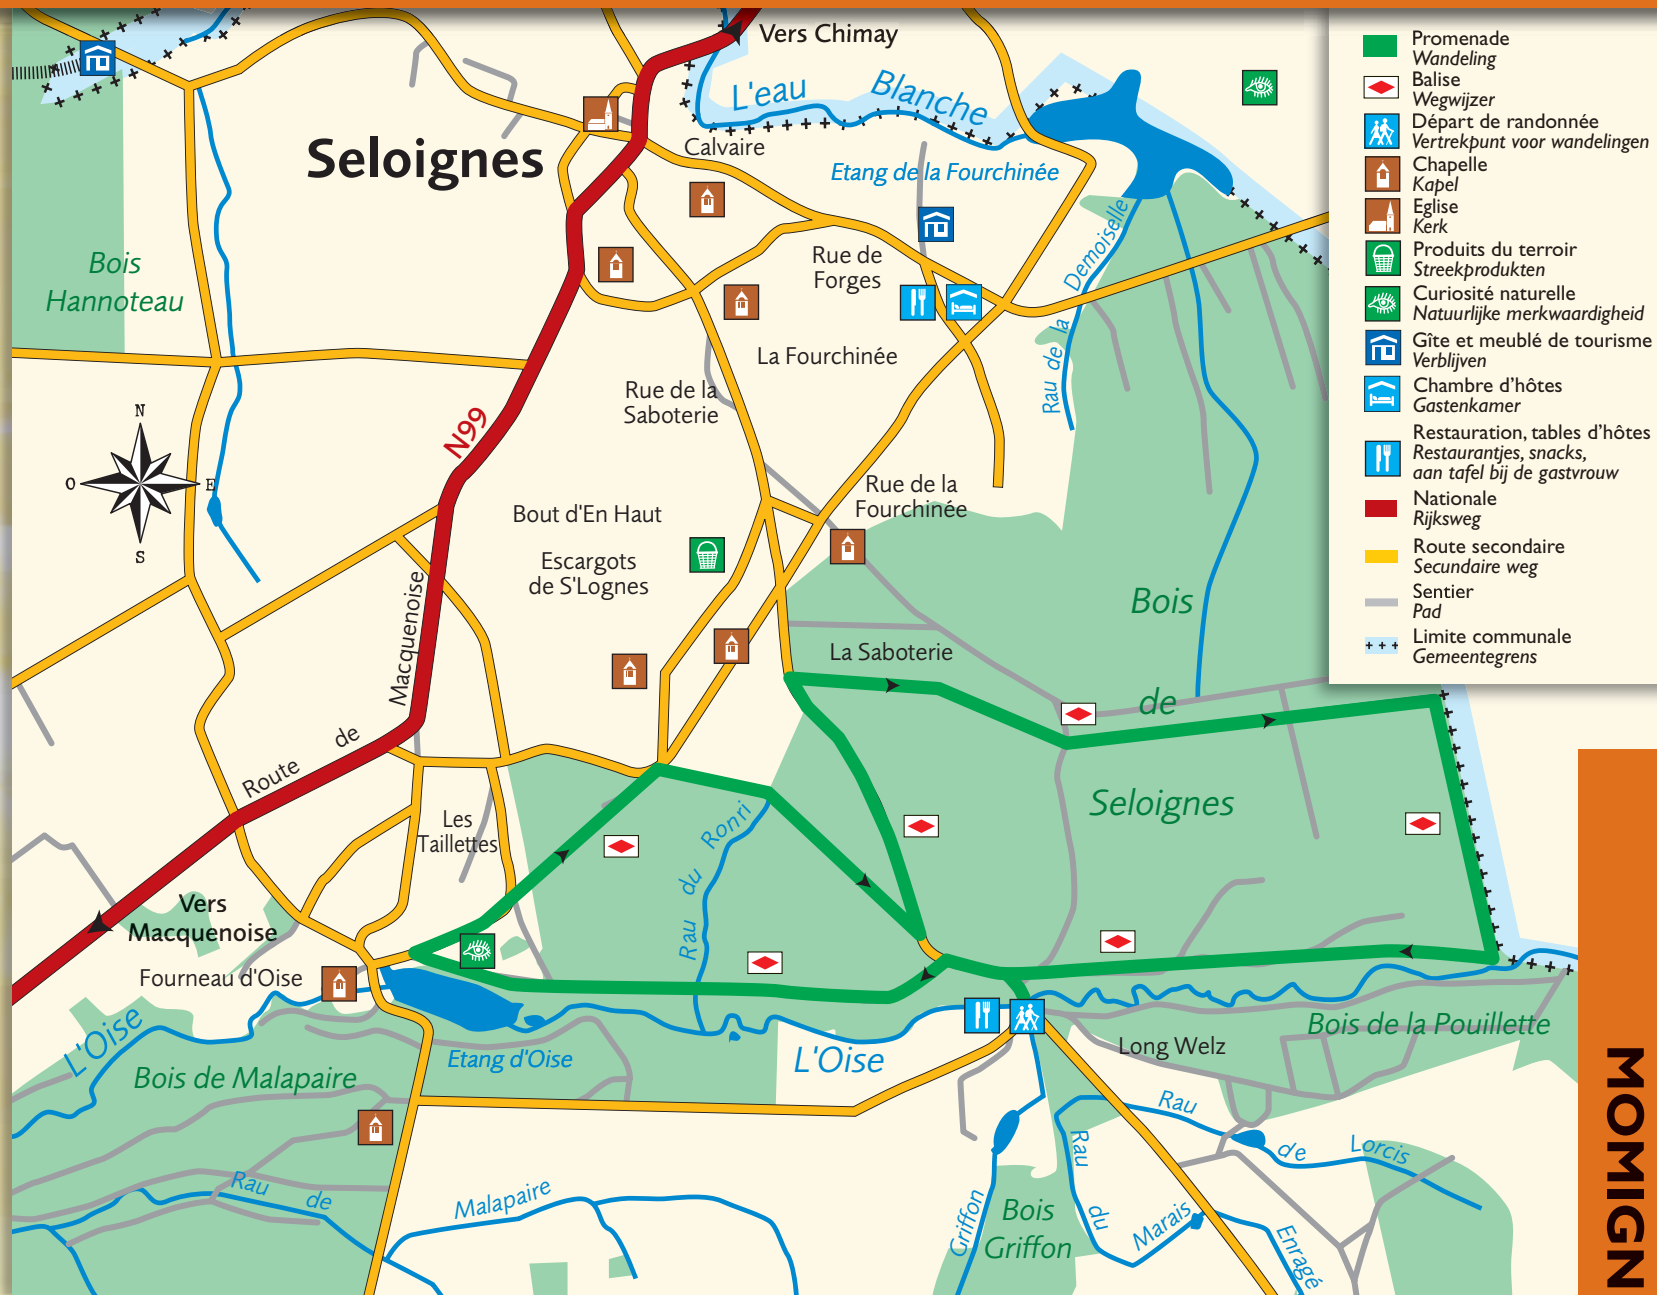 Vers Chimay
L'eau Blanche
Seloignes
Calvaire
Etang de la Fourchinée
Rau de la Demoiselle
Bois
Hannoteau
Rue de
Forges
La Fourchinée
Rue de la
Saboterie
N99
N
O
E
S
Rue de la
Fourchinée
Bout d'En Haut
Escargots
de S'Lognes
Macquenoise
de
Route
La Saboterie
Bois
de
Seloignes
Les
Taillettes
Rau du Ronri
Vers
Macquenoise
Fourneau d'Oise
L'Oise
Etang d'Oise
L'Oise
Bois de la Pouillette
Long Welz
Bois de Malapaire
Rau de
Malapaire
Griffon
Bois
Griffon
Rau du Marais
Enragé
Rau de Lorcis
Promenade
Wandeling
Balise
Wegwijzer
Départ de randonnée
Vertrekpunt voor wandelingen
Chapelle
Kapel
Eglise
Kerk
Produits du terroir
Streekprodukten
Curiosité naturelle
Natuurlijke merkwaardigheid
Gîte et meublé de tourisme
Verblijven
Chambre d'hôtes
Gastenkamer
Restauration, tables d'hôtes
Restaurantjes, snacks,
aan tafel bij de gastvrouw
Nationale
Rijksweg
Route secondaire
Secundaire weg
Sentier
Pad
Limite communale
Gemeentegrens
MOMIGN